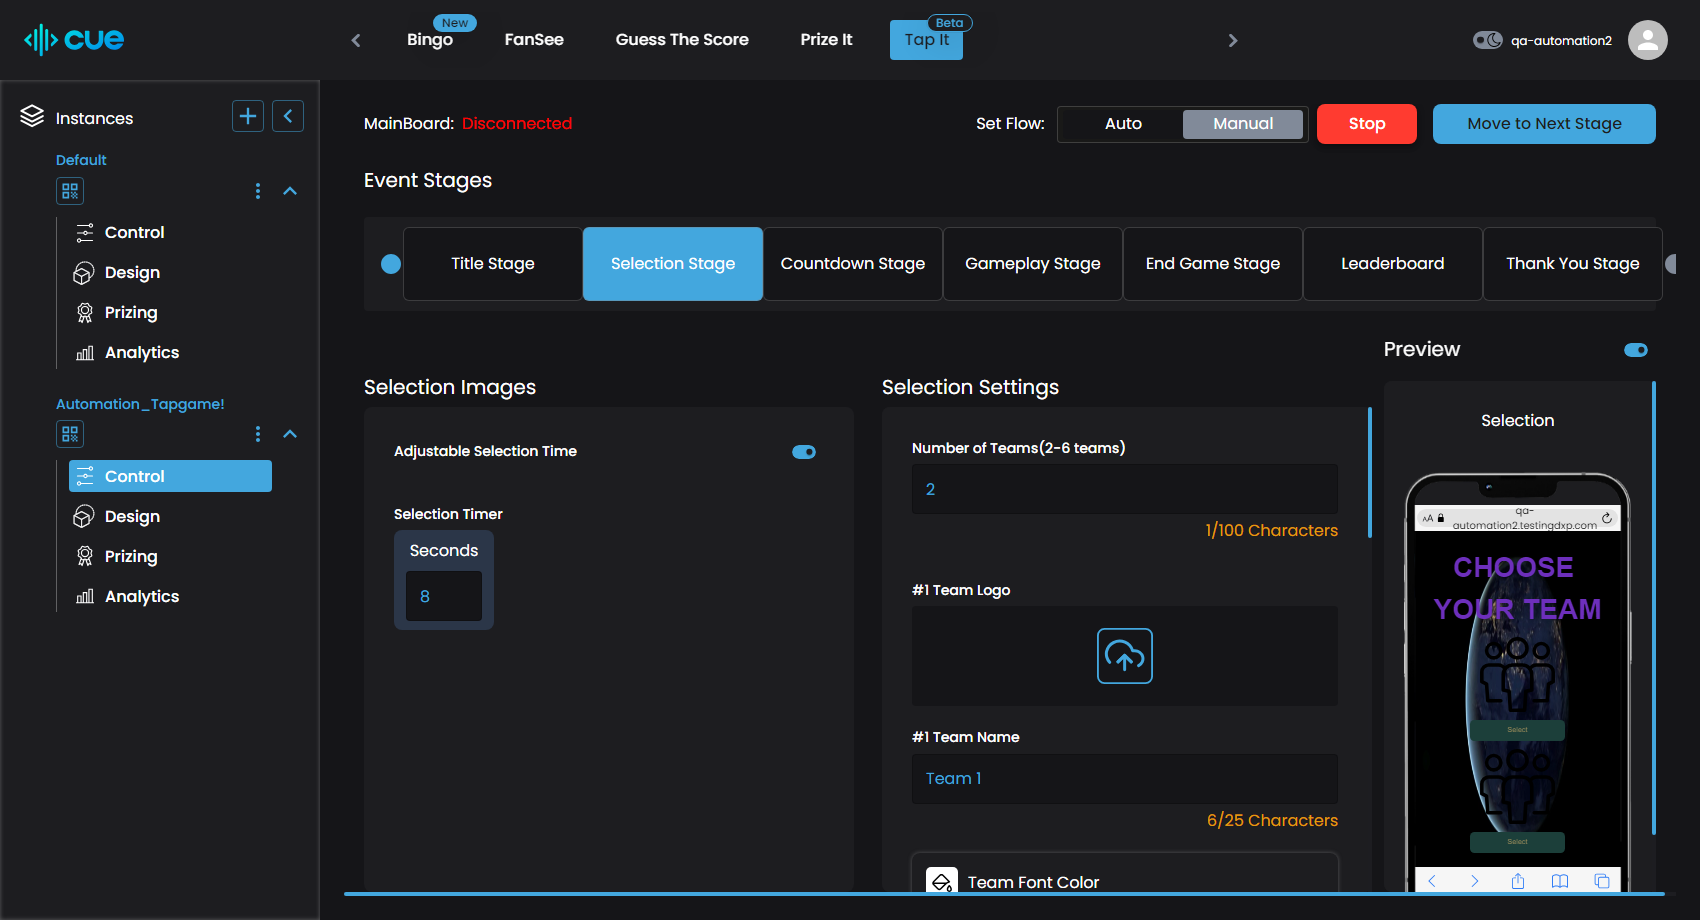 cue
New
Bingo
FanSee
Guess The Score
Prize It
Beta
Tap It
qa-automation2
Instances
Default
Control
Design
Prizing
Analytics
Automation_Tapgame!
Control
Design
Prizing
Analytics
MainBoard: Disconnected
Set Flow:
Auto
Manual
Stop
Move to Next Stage
Event Stages
Title Stage
Selection Stage
Countdown Stage
Gameplay Stage
End Game Stage
Leaderboard
Thank You Stage
Selection Images
Adjustable Selection Time
Selection Timer
Seconds
8
Selection Settings
Number of Teams(2-6 teams)
2
1/100 Characters
#1 Team Logo
#1 Team Name
Team 1
6/25 Characters
Team Font Color
Preview
Selection
AA
qa-
automation2.testingdxp.com
CHOOSE
YOUR TEAM
Select
Select